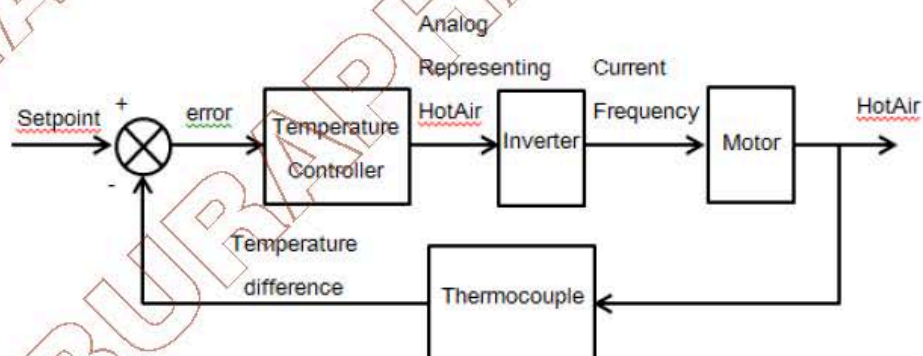 Analog
Representing
HotAir
Current
Frequency
HotAir
Setpoint
+
error
Temperature
Controller
Inverter
Motor
-
Temperature
difference
Thermocouple